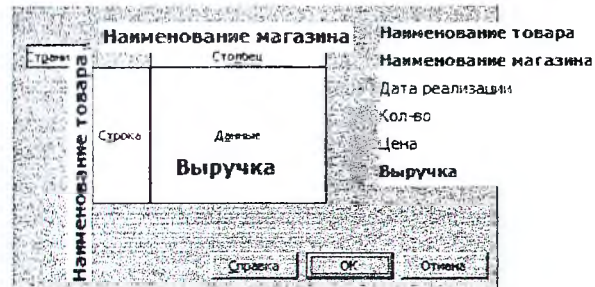 Наименование магазина
Страни
Столбец
Наименование товара
Строка
Данные
Выручка
Наименование товара
Наименование магазина
Дата реализации
Кол-во
Цена
Выручка
Справка
ОК
Отмена